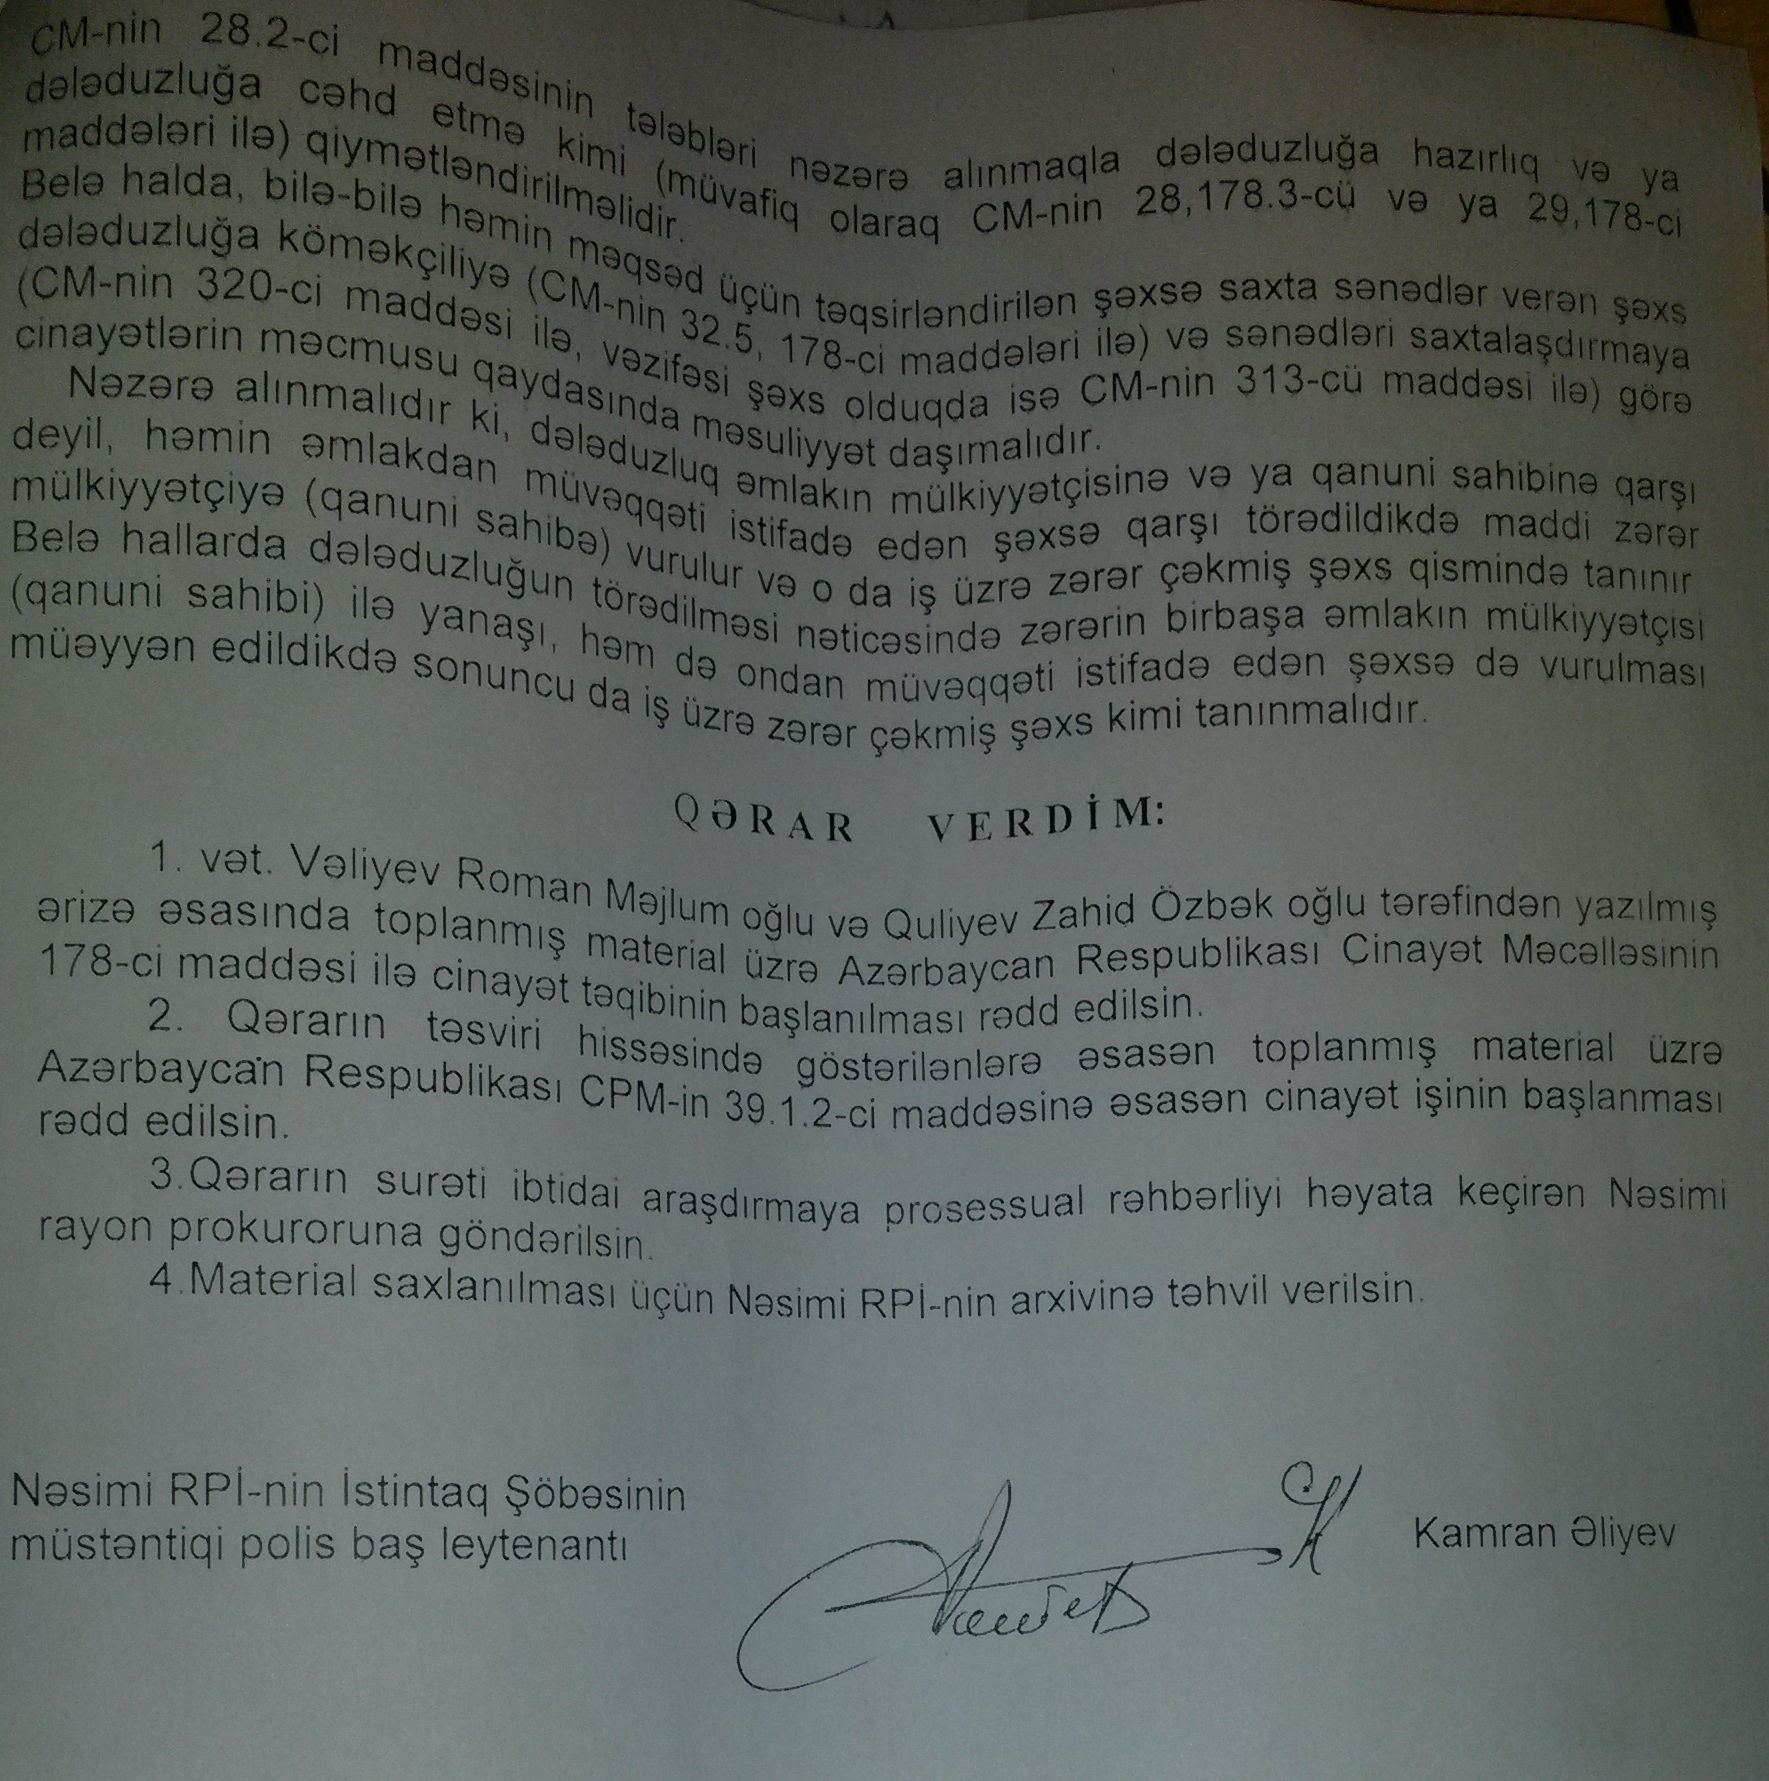 CM-nin 28.2-ci maddəsinin tələbləri nəzərə alınmaqla dələduzluğa hazırlıq və ya
dələduzluğa cəhd etmə kimi (müvafiq olaraq CM-nin 28,178.3-cü və ya 29,178-ci
maddələri ilə) qiymətləndirilməlidir.
Belə halda, bilə-bilə həmin məqsəd üçün təqsirləndirilən şəxsə saxta sənədlər verən şəxs
dələduzluğa köməkçiliyə (CM-nin 32.5, 178-ci maddələri ilə) və sənədləri saxtalaşdırmaya
(CM-nin 320-ci maddəsi ilə, vəzifəsi şəxs olduqda isə CM-nin 313-cü maddəsi ilə) görə
cinayətlərin məcmusu qaydasında məsuliyyət daşımalıdır.
Nəzərə alınmalıdır ki, dələduzluq əmlakın mülkiyyətçisinə və ya qanuni sahibinə qarşı
deyil, həmin əmlakdan müvəqqəti istifadə edən şəxsə qarşı törədildikdə maddi zərər
mülkiyyətçiyə (qanuni sahibə) vurulur və o da iş üzrə zərər çəkmiş şəxs qismində tanınır
Belə hallarda dələduzluğun törədilməsi nəticəsində zərərin birbaşa əmlakın mülkiyyətçisi
(qanuni sahibi) ilə yanaşı, həm də ondan müvəqqəti istifadə edən şəxsə də vurulması
müəyyən edildikdə sonuncu da iş üzrə zərər çəkmiş şəxs kimi tanınmalıdır.
QƏRAR VERDİM:
1. vət. Vəliyev Roman Məjlum oğlu və Quliyev Zahid Özbək oğlu tərəfindən yazılmış
ərizə əsasında toplanmış material üzrə Azərbaycan Respublikası Cinayət Məcəlləsinin
178-ci maddəsi ilə cinayət təqibinin başlanılması rədd edilsin.
2. Qərarın təsviri hissəsində göstərilənlərə əsasən toplanmış material üzrə
Azərbaycan Respublikası CPM-in 39.1.2-ci maddəsinə əsasən cinayət işinin başlanması
rədd edilsin.
3.Qərarın surəti ibtidai araşdırmaya prosessual rəhbərliyi həyata keçirən Nəsimi
rayon prokuroruna göndərilsin.
4.Material saxlanılması üçün Nəsimi RPİ-nin arxivinə təhvil verilsin.
Nəsimi RPİ-nin İstintaq Şöbəsinin
müstəntiqi polis baş leytenantı
Kamran Əliyev